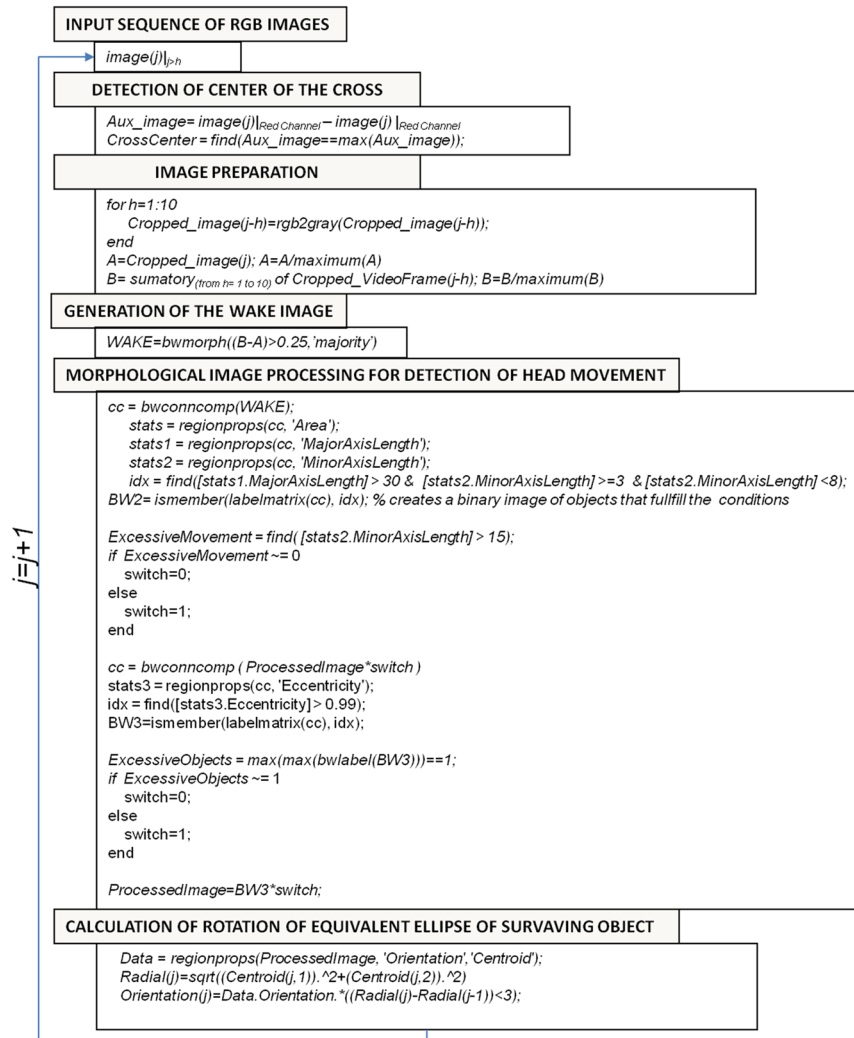 INPUT SEQUENCE OF RGB IMAGES
image(j)|j>h
DETECTION OF CENTER OF THE CROSS
Aux_image= image(j)|Red Channel – image(j) |Red Channel
CrossCenter = find(Aux_image==max(Aux_image));
IMAGE PREPARATION
for h=1:10
Cropped_image(j-h)=rgb2gray(Cropped_image(j-h));
end
A=Cropped_image(j); A=A/maximum(A)
B= sumatory(from h= 1 to 10) of Cropped_VideoFrame(j-h); B=B/maximum(B)
GENERATION OF THE WAKE IMAGE
WAKE=bwmorph((B-A)>0.25,'majority')
MORPHOLOGICAL IMAGE PROCESSING FOR DETECTION OF HEAD MOVEMENT
cc = bwconncomp(WAKE);
stats = regionprops(cc, 'Area');
stats1 = regionprops(cc, 'MajorAxisLength');
stats2 = regionprops(cc, 'MinorAxisLength');
idx = find([stats1.MajorAxisLength] > 30 & [stats2.MinorAxisLength] >=3 & [stats2.MinorAxisLength] <8);
BW2= ismember(labelmatrix(cc), idx); % creates a binary image of objects that fullfill the conditions
ExcessiveMovement = find( [stats2.MinorAxisLength] > 15);
if ExcessiveMovement ~= 0
switch=0;
else
switch=1;
end
cc = bwconncomp ( ProcessedImage*switch )
stats3 = regionprops(cc, 'Eccentricity');
idx = find([stats3.Eccentricity] > 0.99);
BW3=ismember(labelmatrix(cc), idx);
ExcessiveObjects = max(max(bwlabel(BW3)))==1;
if ExcessiveObjects ~= 1
switch=0;
else
switch=1;
end
ProcessedImage=BW3*switch;
j=j+1
CALCULATION OF ROTATION OF EQUIVALENT ELLIPSE OF SURVAVING OBJECT
Data = regionprops(ProcessedImage, 'Orientation','Centroid');
Radial(j)=sqrt((Centroid(j,1)).^2+(Centroid(j,2)).^2)
Orientation(j)=Data.Orientation.*((Radial(j)-Radial(j-1))<3);